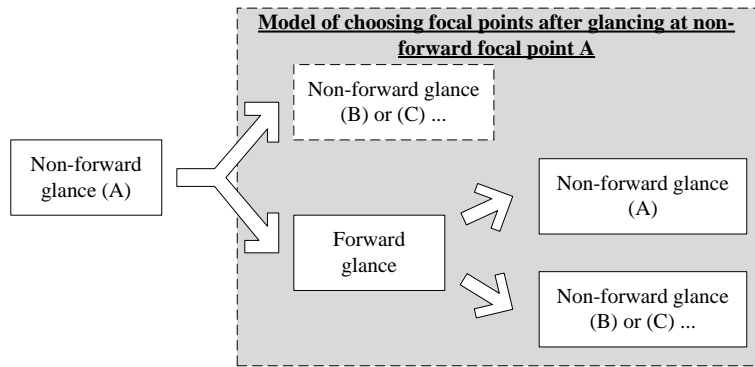 Model of choosing focal points after glancing at non-
forward focal point A
Non-forward glance
(B) or (C) ...
Non-forward
glance (A)
Non-forward glance
(A)
Forward
glance
Non-forward glance
(B) or (C) ...